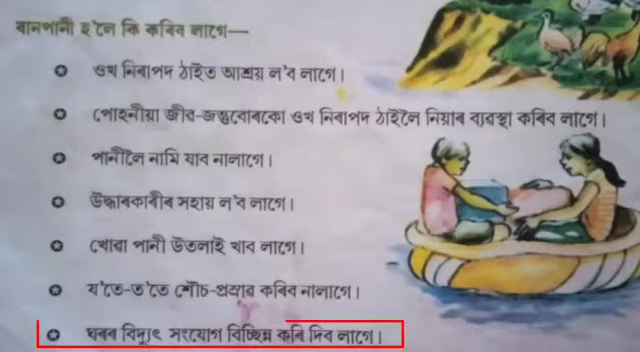 বানপানী হ'লে কি কৰিব লাগে—
ওখ নিৰাপদ ঠাইত আশ্ৰয় ল'ব লাগে।
পোহনীয়া জীৱ-জন্তুবোৰকো ওখ নিৰাপদ ঠাইলৈ নিয়াৰ ব্যৱস্থা কৰিব লাগে।
পানীলৈ নামি যাব নালাগে।
উদ্ধাৰকাৰীৰ সহায় ল'ব লাগে।
খোৱা পানী উতলাই খাব লাগে।
য'তে-ত'তে শৌচ-প্ৰস্ৰাৱ কৰিব নালাগে।
ঘৰৰ বিদ্যুৎ সংযোগ বিচ্ছিন্ন কৰি দিব লাগে।